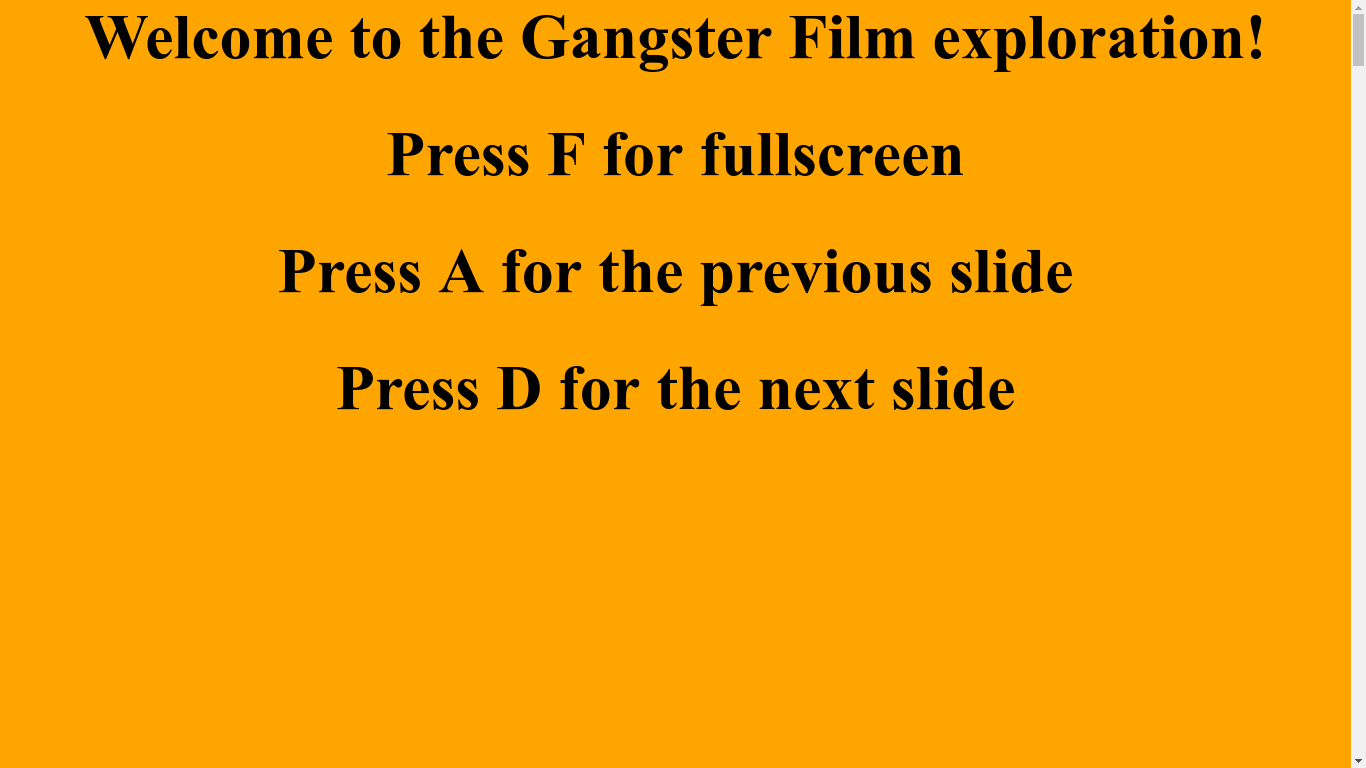 Welcome to the Gangster Film exploration!
Press F for fullscreen
Press A for the previous slide
Press D for the next slide